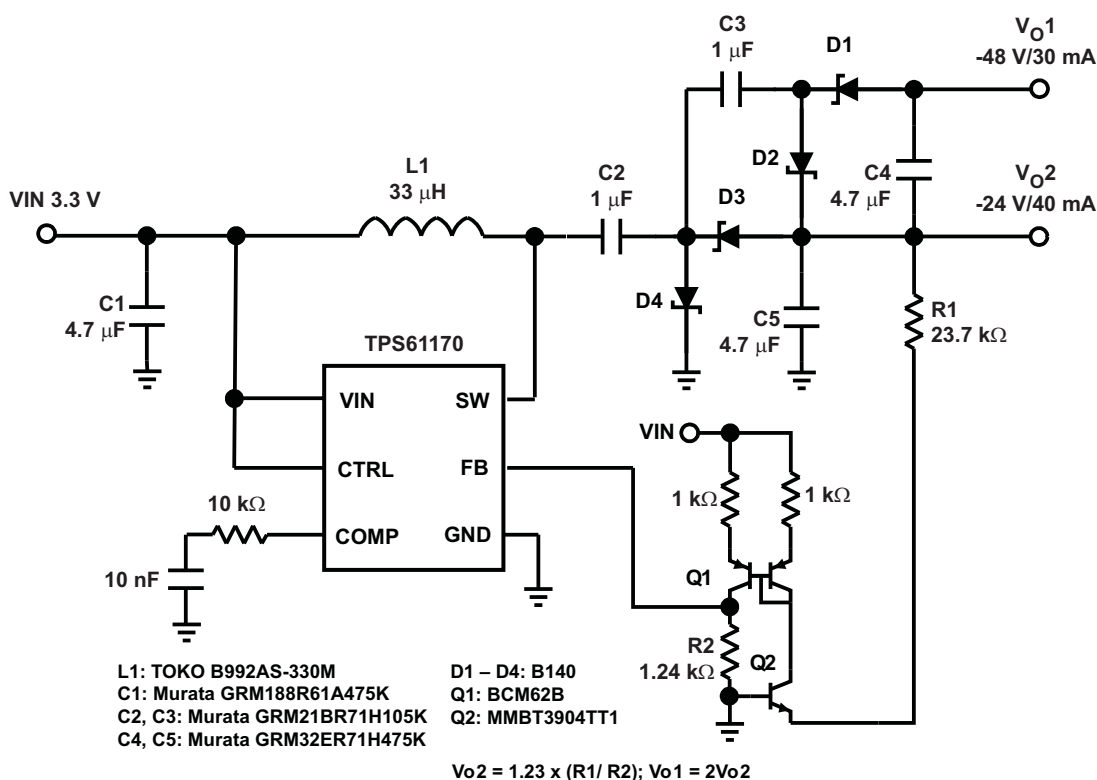 C3
1 μF
D1
VO1
-48 V/30 mA
L1
33 μH
C2
1 μF
D2
C4
4.7 μF
VO2
-24 V/40 mA
VIN 3.3 V
D3
C1
4.7 μF
D4
C5
4.7 μF
R1
23.7 kΩ
TPS61170
VIN
SW
CTRL
FB
COMP
GND
10 kΩ
10 nF
VIN
1 kΩ
1 kΩ
Q1
R2
1.24 kΩ
Q2
L1: TOKO B992AS-330M
C1: Murata GRM188R61A475K
C2, C3: Murata GRM21BR71H105K
C4, C5: Murata GRM32ER71H475K
D1 – D4: B140
Q1: BCM62B
Q2: MMBT3904TT1
Vo2 = 1.23 x (R1/ R2); Vo1 = 2Vo2